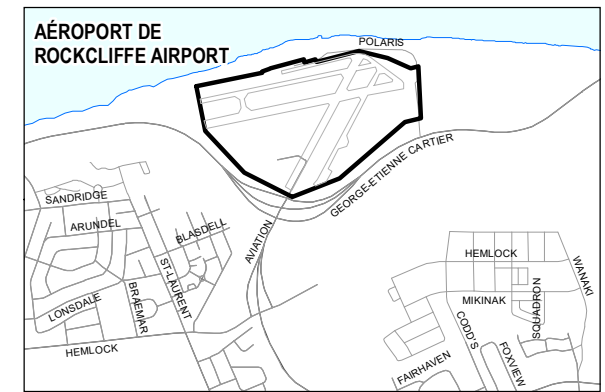 AÉROPORT DE
ROCKCLIFFE AIRPORT
POLARIS
GEORGE-ETIENNE CARTIER
SANDRIDGE
ARUNDEL
BLASDELL
AVIATION
ST-LAURENT
HEMLOCK
WANAKI
LONSDALE
BRAEMAR
MIKINAK
SQUADRON
CODD'S
HEMLOCK
FOXVIEW
FAIRHAVEN